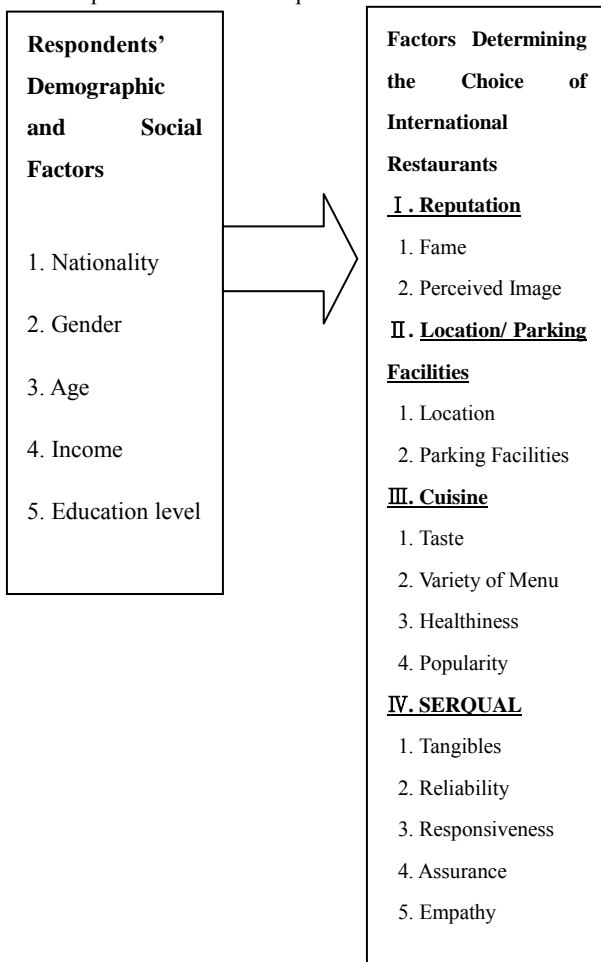 Respondents'
Demographic
and Social
Factors
1. Nationality
2. Gender
3. Age
4. Income
5. Education level
Factors Determining
the Choice of
International
Restaurants
Ⅰ. Reputation
1. Fame
2. Perceived Image
Ⅱ. Location/ Parking
Facilities
1. Location
2. Parking Facilities
Ⅲ. Cuisine
1. Taste
2. Variety of Menu
3. Healthiness
4. Popularity
Ⅳ. SERQUAL
1. Tangibles
2. Reliability
3. Responsiveness
4. Assurance
5. Empathy